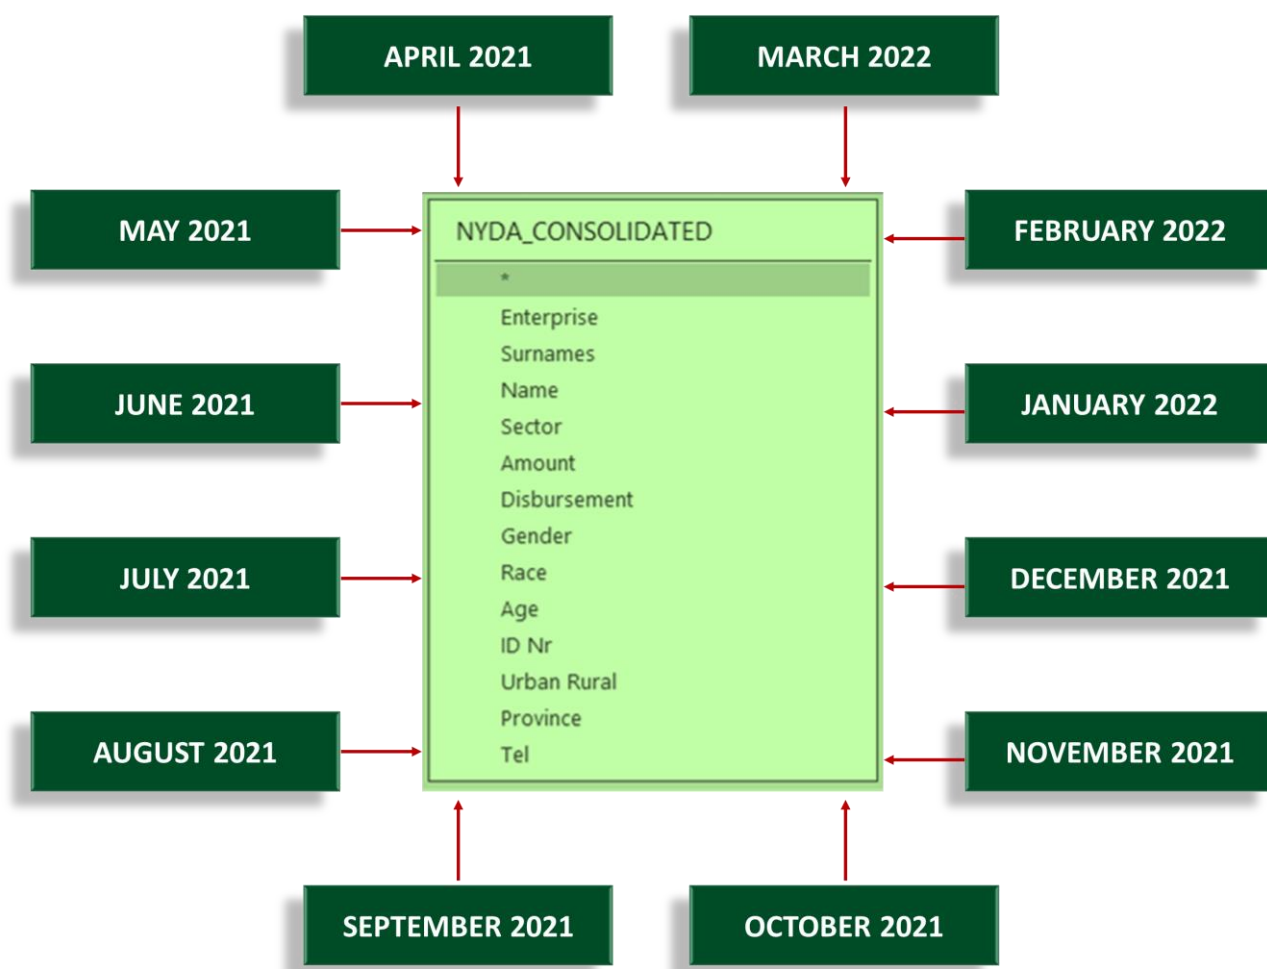 APRIL 2021
MARCH 2022
MAY 2021
NYDA_CONSOLIDATED
FEBRUARY 2022
*
Enterprise
Surnames
Name
JUNE 2021
JANUARY 2022
Sector
Amount
Disbursement
Gender
Race
JULY 2021
DECEMBER 2021
Age
ID Nr
Urban Rural
Province
Tel
AUGUST 2021
NOVEMBER 2021
SEPTEMBER 2021
OCTOBER 2021